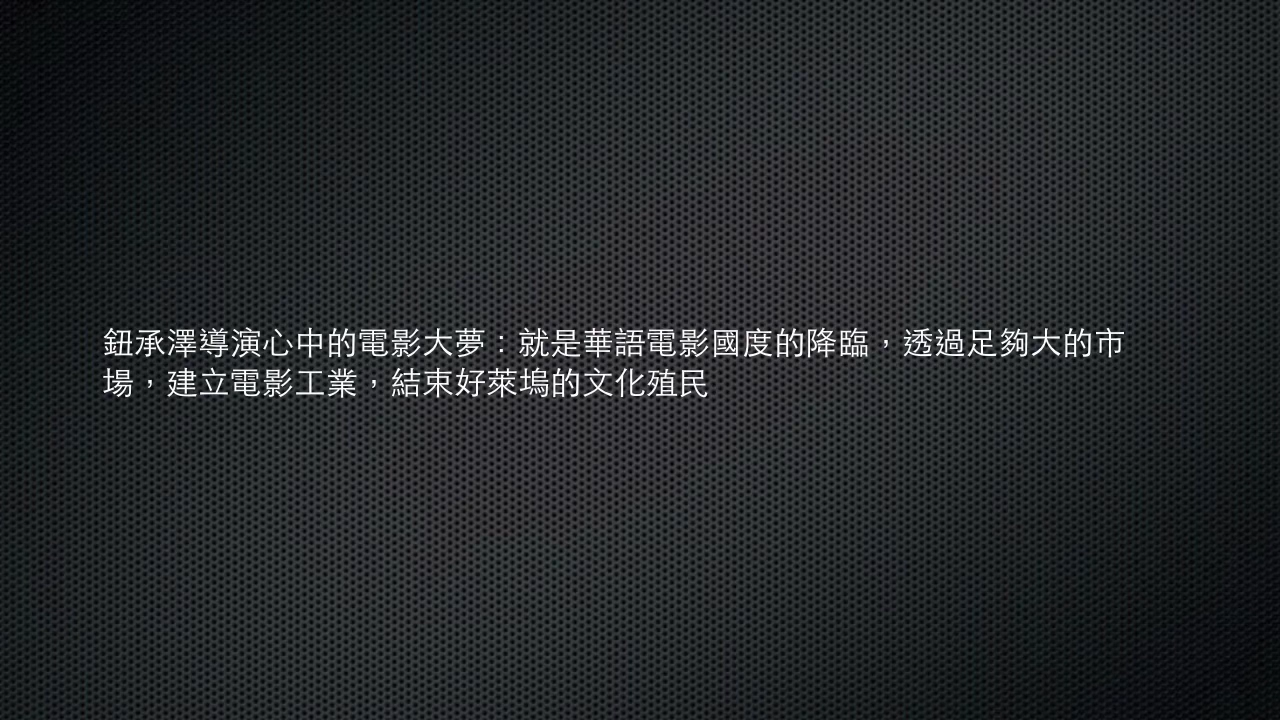 鈕承澤導演心中的電影大夢：就是華語電影國度的降臨，透過足夠大的市
場，建立電影工業，結束好萊塢的文化殖民